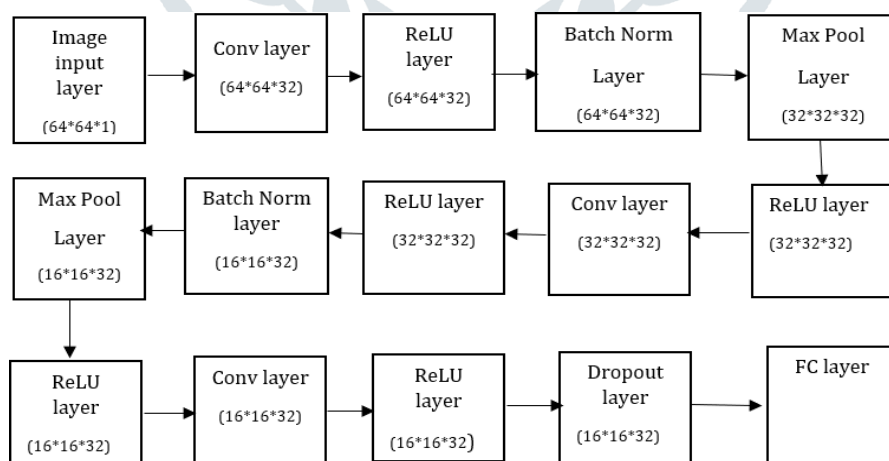 Image
input
layer
(64*64*1)
Conv layer
(64*64*32)
ReLU
layer
(64*64*32)
Batch Norm
Layer
(64*64*32)
Max Pool
Layer
(32*32*32)
Max Pool
Layer
(16*16*32)
Batch Norm
layer
(16*16*32)
ReLU layer
(32*32*32)
Conv layer
(32*32*32)
ReLU layer
(32*32*32)
ReLU
layer
(16*16*32)
Conv layer
(16*16*32)
ReLU
layer
(16*16*32)
Dropout
layer
(16*16*32)
FC layer